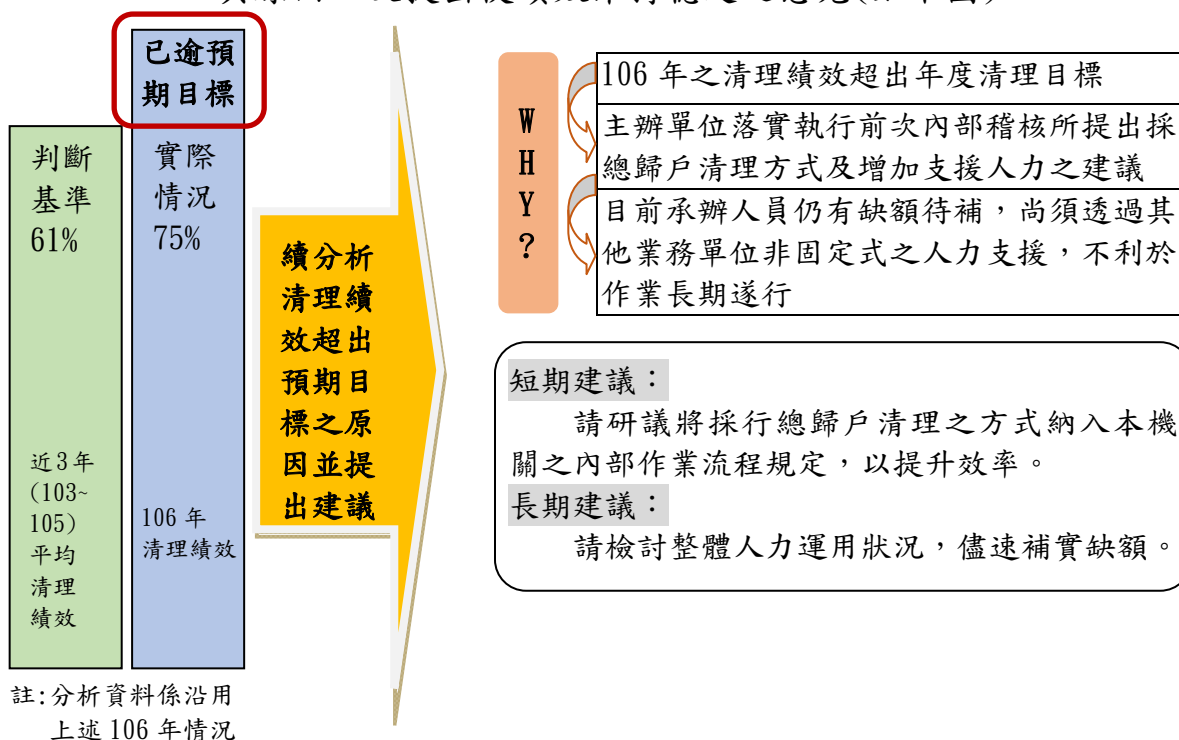 已逾預
期目標
判斷
基準
61%
近3年
(103~
105)
平均
清理
績效
實際
情況
75%
106 年
清理績效
註:分析資料係沿用
上述 106 年情況
續分析
清理績
效超出
預期目
標之原
因並提
出建議
W
H
Y
?
106 年之清理績效超出年度清理目標
主辦單位落實執行前次內部稽核所提出採
總歸戶清理方式及增加支援人力之建議
目前承辦人員仍有缺額待補，尚須透過其
他業務單位非固定式之人力支援，不利於
作業長期遂行
短期建議：
請研議將採行總歸戶清理之方式納入本機
關之內部作業流程規定，以提升效率。
長期建議：
請檢討整體人力運用狀況，儘速補實缺額。